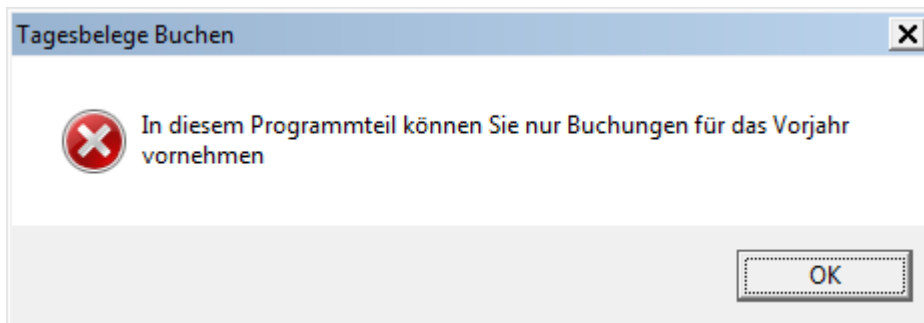 Tagesbelege Buchen
In diesem Programmteil können Sie nur Buchungen für das Vorjahr
vornehmen
OK